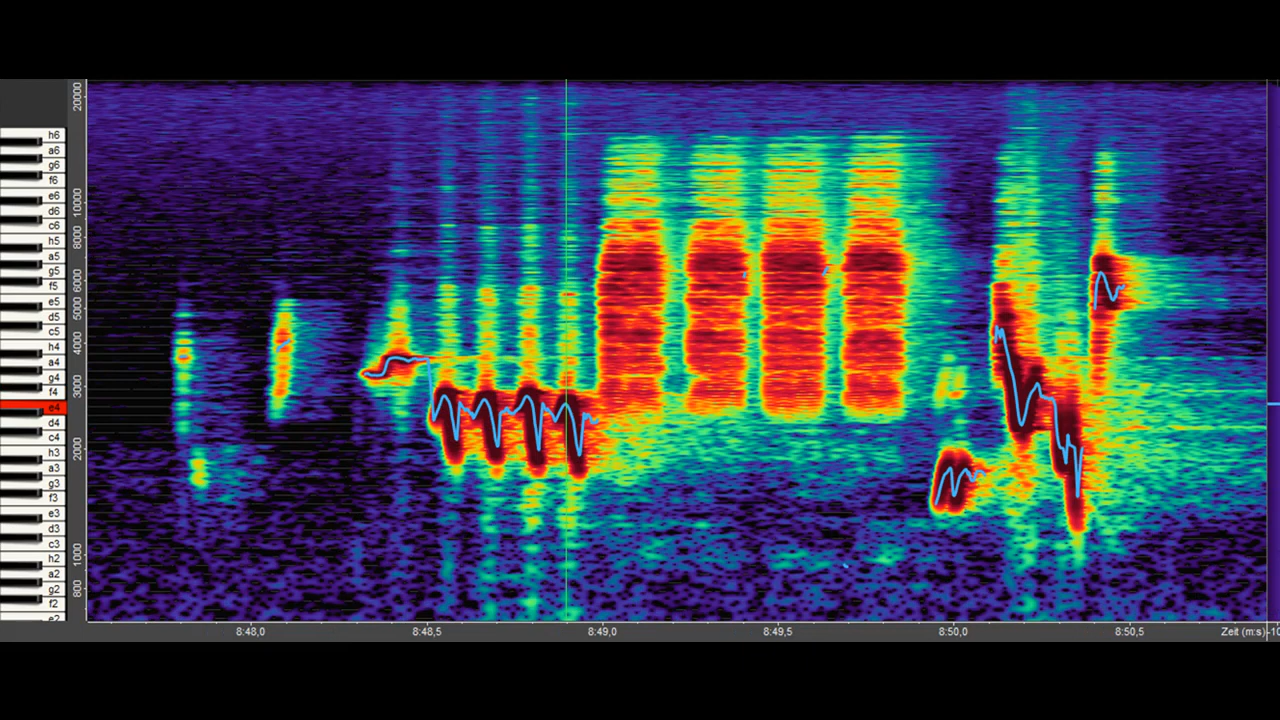 20000
10000
8000
6000
5000
4000
3000
2000
1000
800
h6
a6
g6
f6
e6
d6
c6
h5
a5
g5
f5
e5
d5
c5
h4
a4
g4
f4
e4
d4
c4
h3
a3
g3
f3
e3
d3
c3
h2
a2
g2
f2
e2
8:48,0 8:48,5 8:49,0 8:49,5 8:50,0 8:50,5 Zeit (m:s) -10